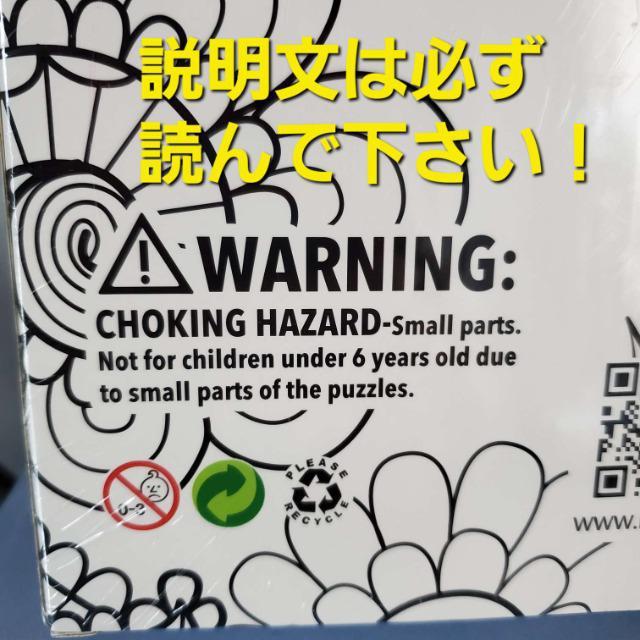 説明文は必ず
読んで下さい！
WARNING:
CHOKING HAZARD-Small parts.
Not for children under 6 years old due
to small parts of the puzzles.
0-3
PLEASE
RECYCLE
www.